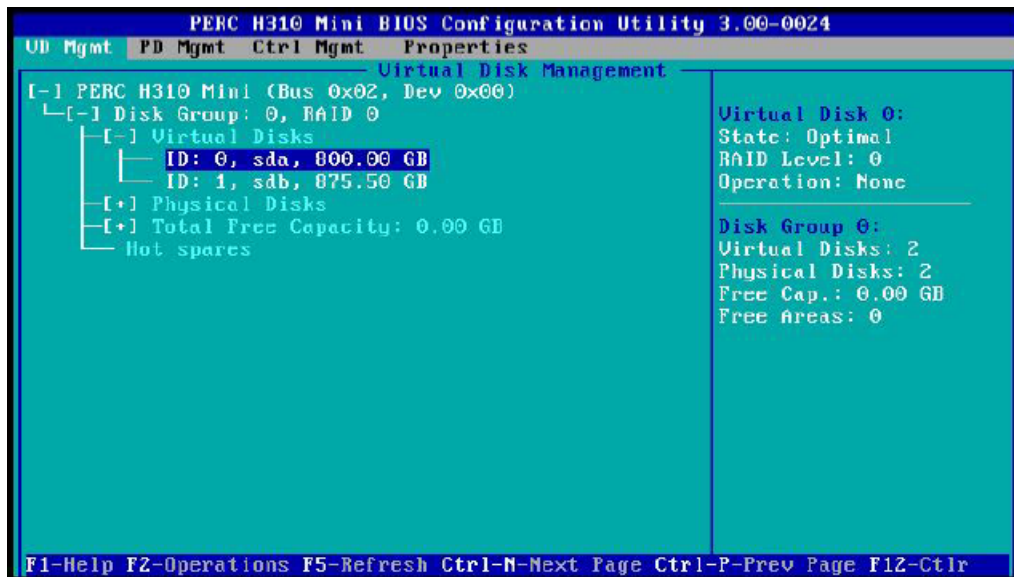 PERC H310 Mini BIOS Configuration Utility 3.00-0024
VD Mgmt PD Mgmt Ctrl Mgmt Properties
Virtual Disk Management
[-] PERC H310 Mini (Bus 0x02, Dev 0x00)
[-] Disk Group: 0, RAID 0
[-] Virtual Disks
ID: 0, sda, 800.00 GB
ID: 1, sdb, 875.50 GB
[+] Physical Disks
[+] Total Free Capacity: 0.00 GB
Hot spares
Virtual Disk 0:
State: Optimal
RAID Level: 0
Operation: None
Disk Group 0:
Virtual Disks: 2
Physical Disks: 2
Free Cap.: 0.00 GB
Free Areas: 0
F1-Help F2-Operations F5-Refresh Ctrl-N-Next Page Ctrl-P-Prev Page F12-Ctlr